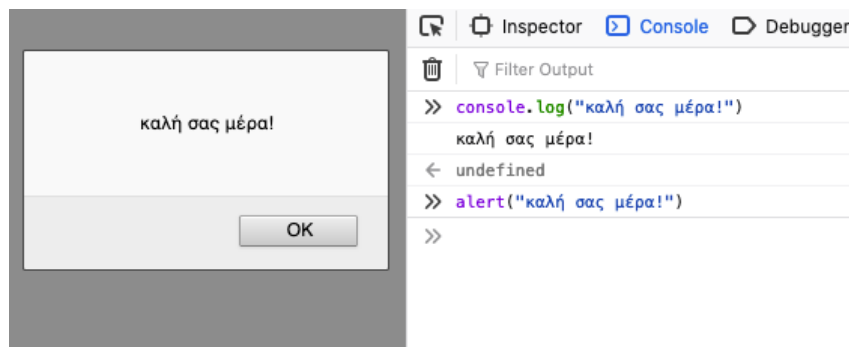 καλή σας μέρα!
OK
Inspector Console Debugger
Filter Output
>> console.log("καλή σας μέρα!")
καλή σας μέρα!
← undefined
>> alert("καλή σας μέρα!")
>>